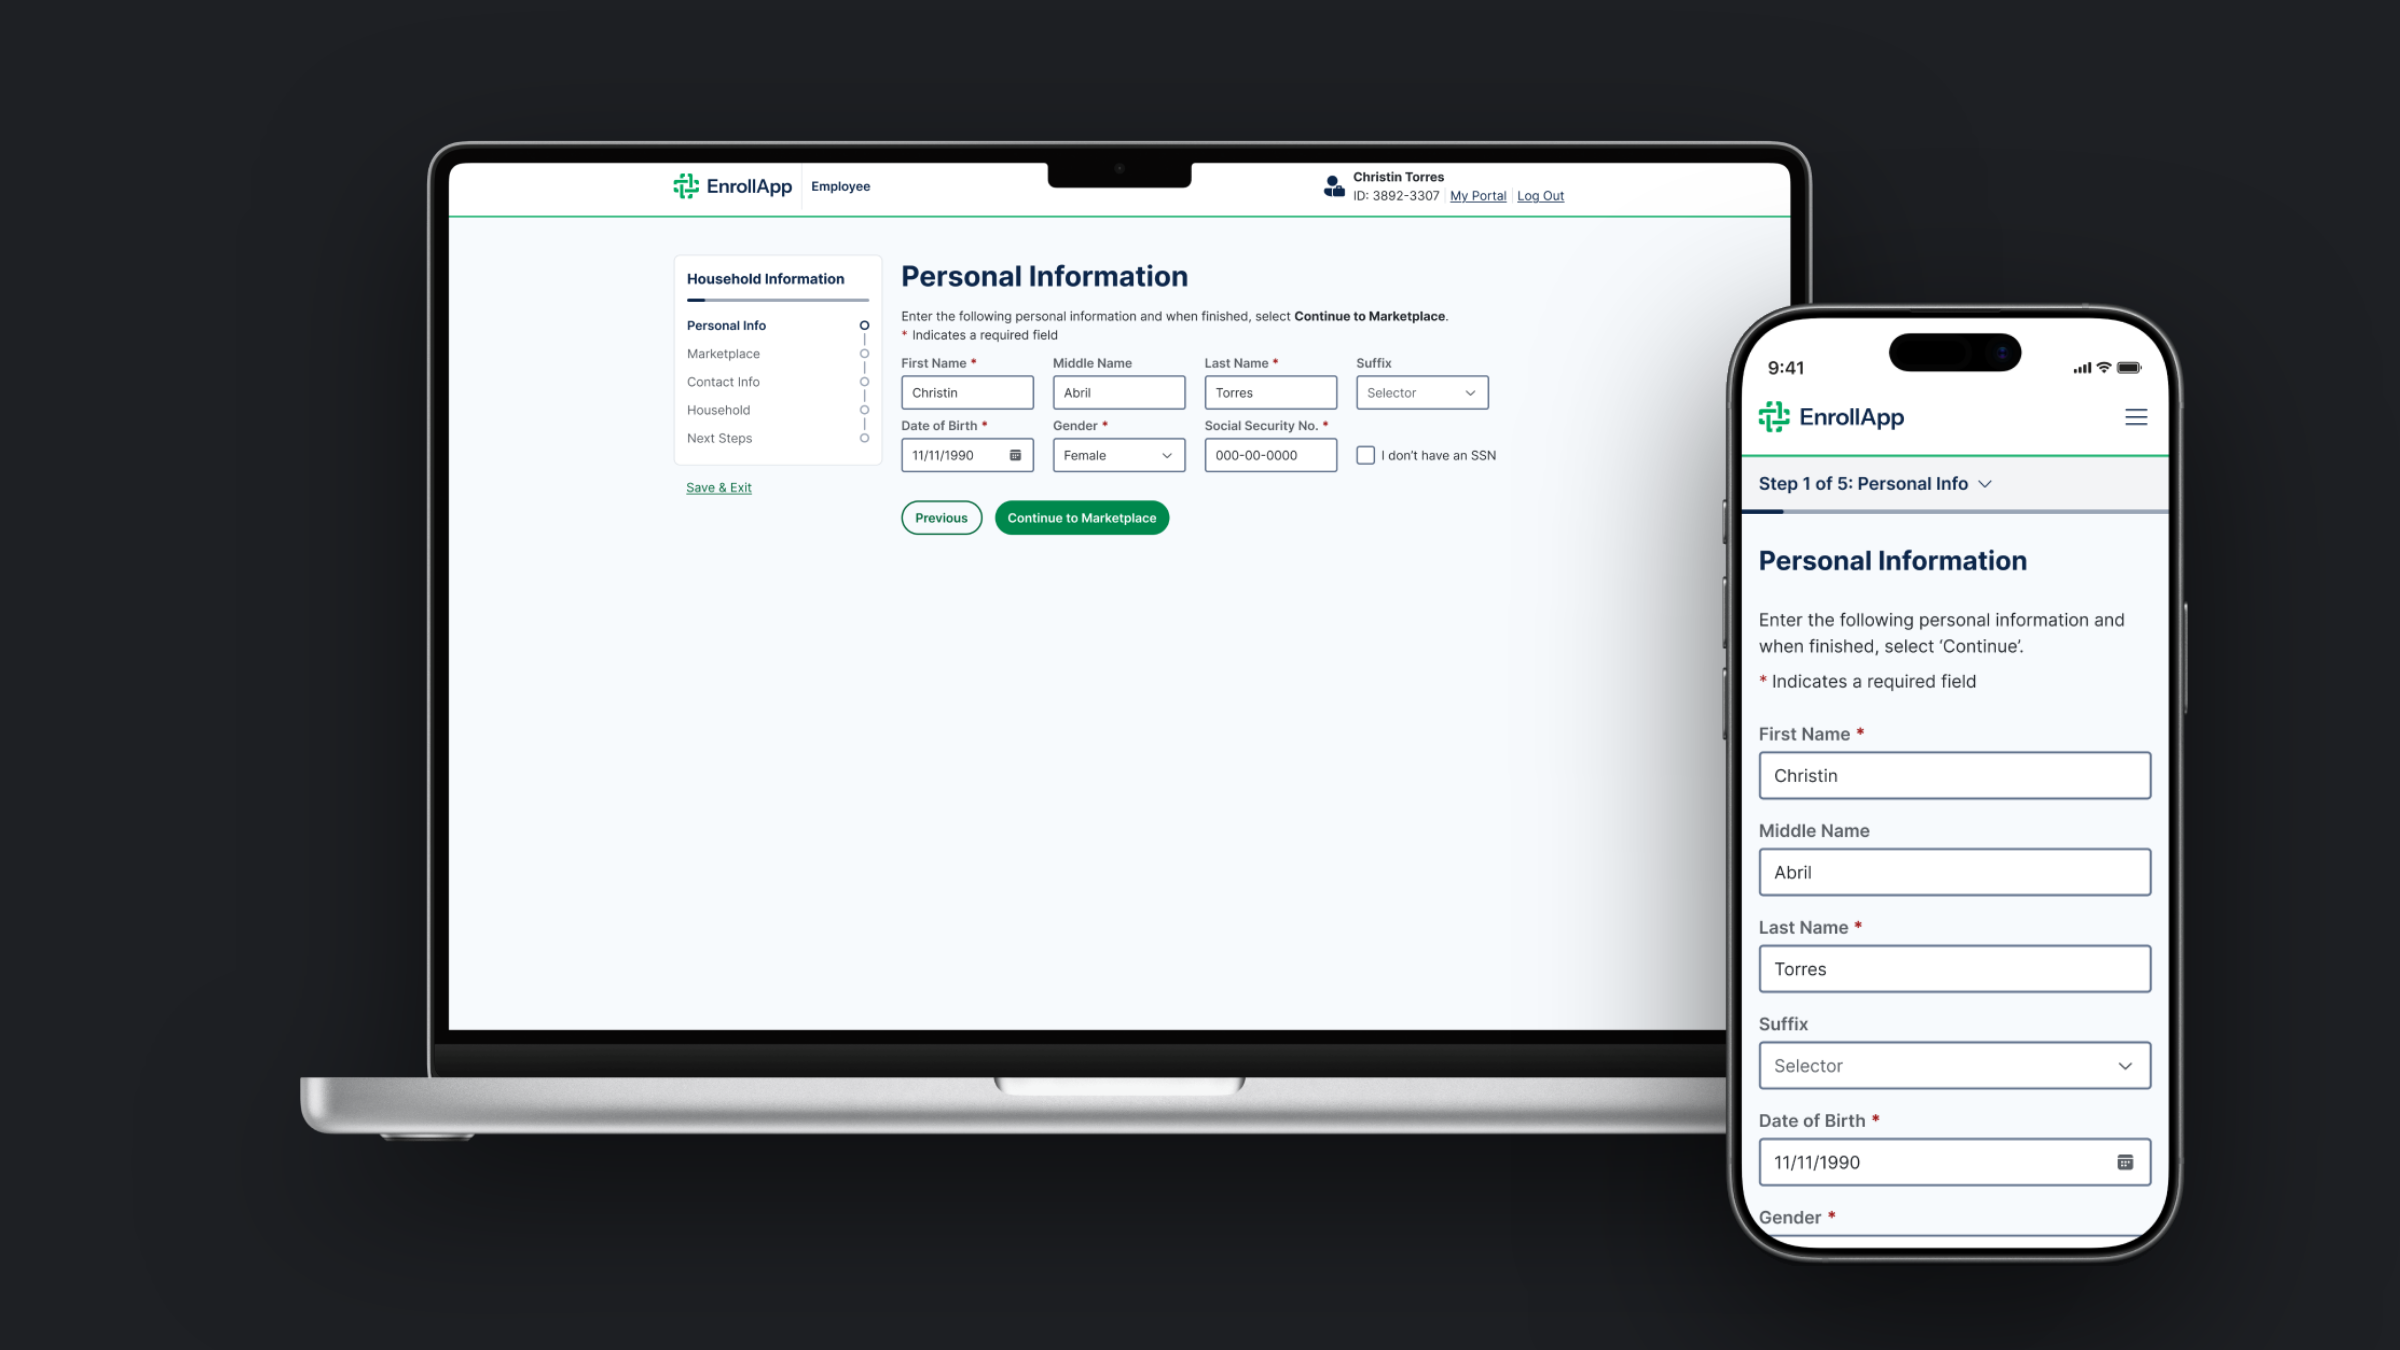 EnrollApp Employee
Christin Torres
ID: 3892-3307 My Portal Log Out
Household Information
Personal Info
Marketplace
Contact Info
Household
Next Steps
Save & Exit
Personal Information
Enter the following personal information and when finished, select Continue to Marketplace.
* Indicates a required field
First Name * Middle Name Last Name * Suffix
Christin Abril Torres Selector
Date of Birth * Gender * Social Security No. *
11/11/1990 Female 000-00-0000 I don't have an SSN
Previous Continue to Marketplace
9:41
EnrollApp
Step 1 of 5: Personal Info
Personal Information
Enter the following personal information and
when finished, select ‘Continue’.
* Indicates a required field
First Name *
Christin
Middle Name
Abril
Last Name *
Torres
Suffix
Selector
Date of Birth *
11/11/1990
Gender *